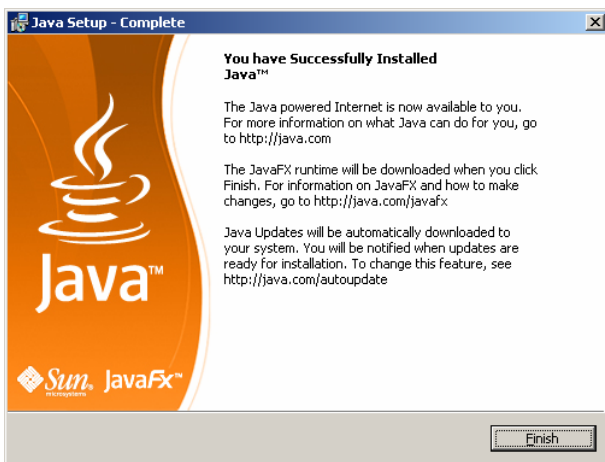 Java Setup - Complete
You have Successfully Installed
Java™
The Java powered Internet is now available to you.
For more information on what Java can do for you, go
to http://java.com
The JavaFX runtime will be downloaded when you click
Finish. For information on JavaFX and how to make
changes, go to http://java.com/javafx
Java Updates will be automatically downloaded to
your system. You will be notified when updates are
ready for installation. To change this feature, see
http://java.com/autoupdate
Java™
Sun. JavaFX™
microsystems
Finish